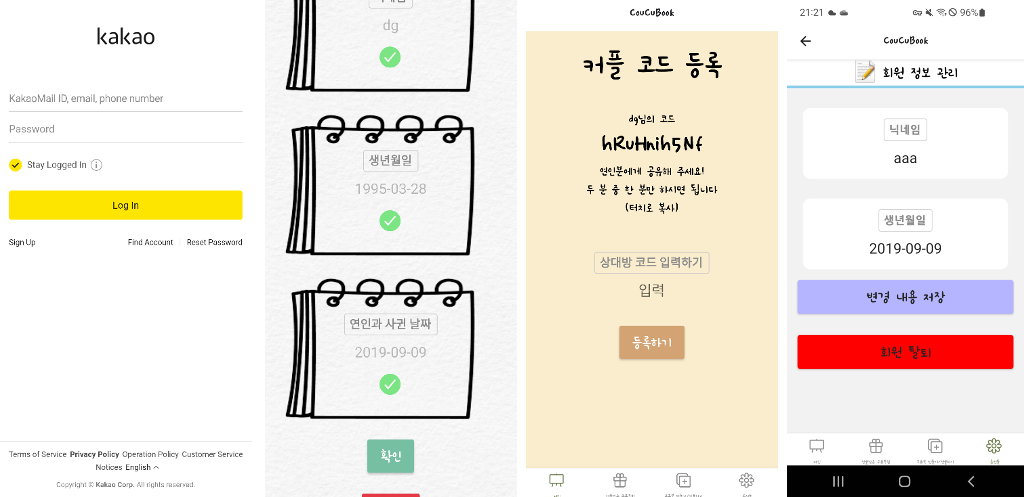 kakao
KakaoMail ID, email, phone number
Password
Stay Logged In
Log In
Sign Up
Find Account
Reset Password
Terms of Service Privacy Policy Operation Policy Customer Service
Notices English
Copyright © Kakao Corp. All rights reserved.
dg
생년월일
1995-03-28
연인과 사귄 날짜
2019-09-09
확인
CouCuBook
커플 코드 등록
dg님의 코드
hRuHnih5Nf
연인분에게 공유해 주세요!
두 분 중 한 분만 하시면 됩니다
(터치로 복사)
상대방 코드 입력하기
입력
등록하기
21:21
96%
CouCuBook
회원 정보 관리
닉네임
aaa
생년월일
2019-09-09
변경 내용 저장
회원 탈퇴